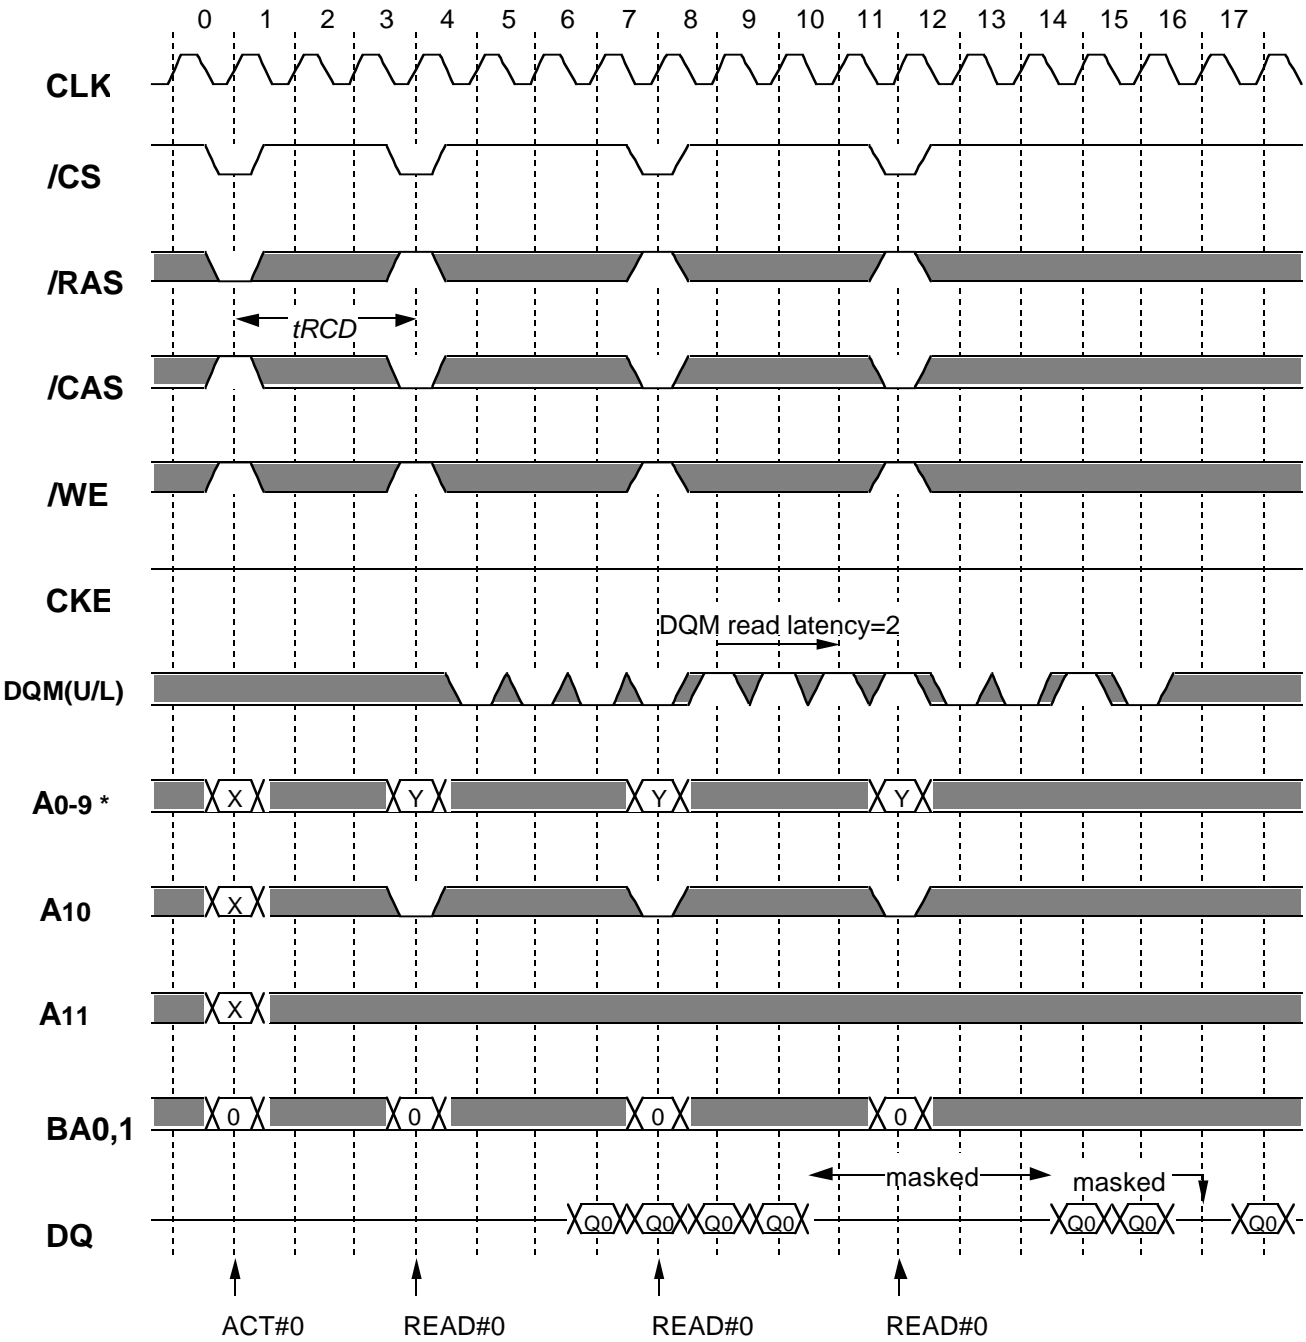 0 1 2 3 4 5 6 7 8 9 10 11 12 13 14 15 16 17
CLK
/CS
/RAS
tRCD
/CAS
/WE
CKE
DQM read latency=2
DQM(U/L)
A0-9 * X Y Y Y
A10 X
A11 X
BA0,1 0 0 0 0
masked masked
DQ Q0 Q0 Q0 Q0 Q0 Q0 Q0
ACT#0 READ#0 READ#0 READ#0